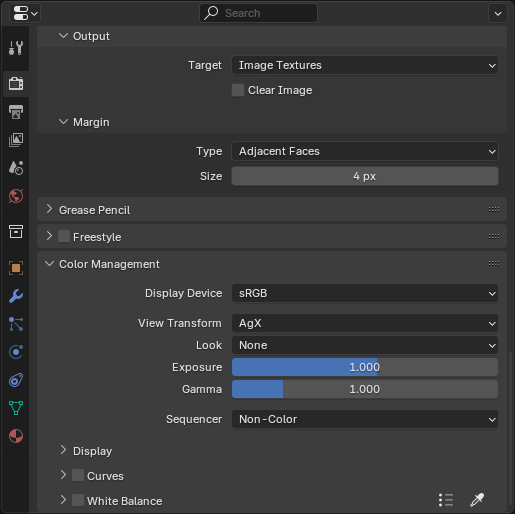 Search
Output
Target Image Textures
Clear Image
Margin
Type Adjacent Faces
Size 4 px
Grease Pencil
Freestyle
Color Management
Display Device sRGB
View Transform AgX
Look None
Exposure 1.000
Gamma 1.000
Sequencer Non-Color
Display
Curves
White Balance